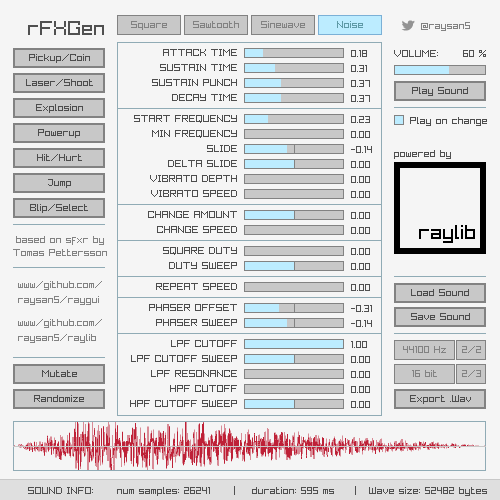 rFXGen
Pickup/Coin
Laser/Shoot
Explosion
Powerup
Hit/Hurt
Jump
Blip/Select
based on sfxr by
Tomas Pettersson
www/github.com/
raysan5/raygui
www/github.com/
raysan5/raylib
Mutate
Randomize
Square Sawtooth Sinewave Noise
ATTACK TIME 0.18
SUSTAIN TIME 0.31
SUSTAIN PUNCH 0.37
DECAY TIME 0.37
START FREQUENCY 0.23
MIN FREQUENCY 0.00
SLIDE -0.14
DELTA SLIDE 0.00
VIBRATO DEPTH 0.00
VIBRATO SPEED 0.00
CHANGE AMOUNT 0.00
CHANGE SPEED 0.00
SQUARE DUTY 0.00
DUTY SWEEP 0.00
REPEAT SPEED 0.00
PHASER OFFSET -0.31
PHASER SWEEP -0.14
LPF CUTOFF 1.00
LPF CUTOFF SWEEP 0.00
LPF RESONANCE 0.00
HPF CUTOFF 0.00
HPF CUTOFF SWEEP 0.00
@raysan5
VOLUME: 60 %
Play Sound
Play on change
powered by
raylib
Load Sound
Save Sound
44100 Hz 2/2
16 bit 2/3
Export .Wav
SOUND INFO: num samples: 26241 | duration: 595 ms | Wave size: 52482 bytes